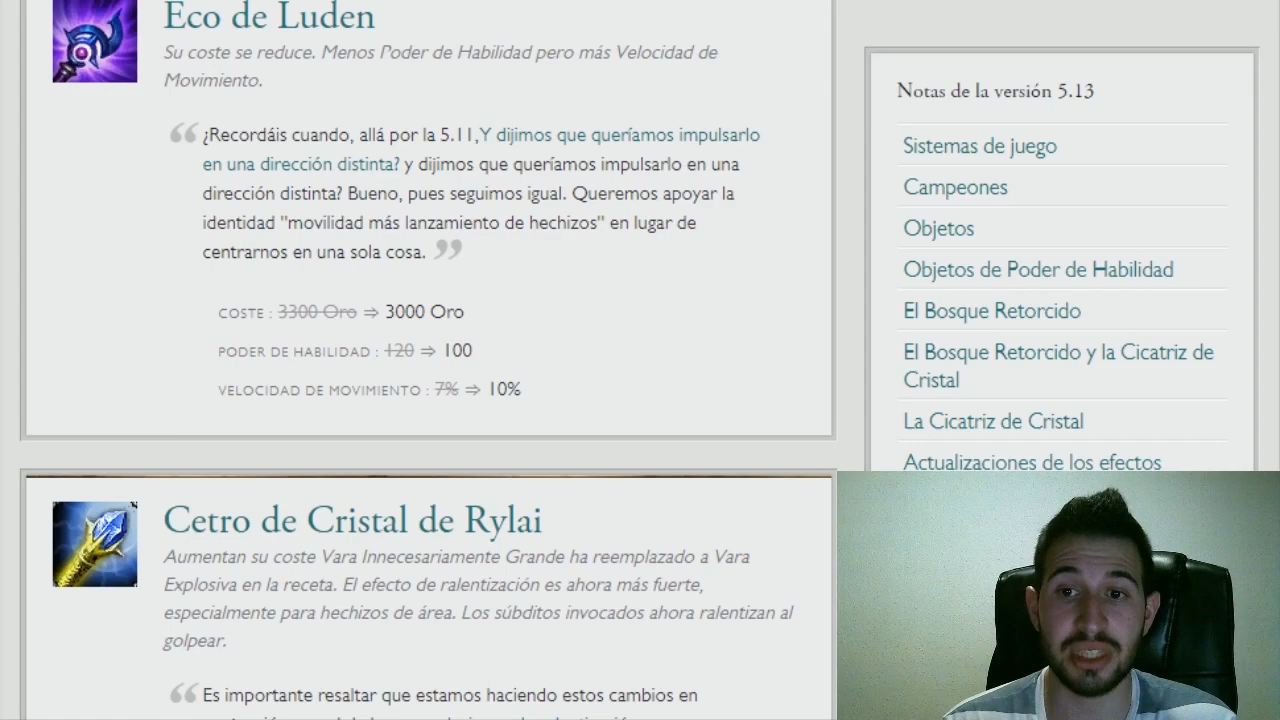 Eco de Luden
Su coste se reduce. Menos Poder de Habilidad pero más Velocidad de
Movimiento.
“ ¿Recordáis cuando, allá por la 5.11,Y dijimos que queríamos impulsarlo
en una dirección distinta? y dijimos que queríamos impulsarlo en una
dirección distinta? Bueno, pues seguimos igual. Queremos apoyar la
identidad "movilidad más lanzamiento de hechizos" en lugar de
centrarnos en una sola cosa. ”
COSTE : 3300 Oro ⇒ 3000 Oro
PODER DE HABILIDAD : 120 ⇒ 100
VELOCIDAD DE MOVIMIENTO : 7% ⇒ 10%
Cetro de Cristal de Rylai
Aumentan su coste Vara Innecesariamente Grande ha reemplazado a Vara
Explosiva en la receta. El efecto de ralentización es ahora más fuerte,
especialmente para hechizos de área. Los súbditos invocados ahora ralentizan al
golpear.
“ Es importante resaltar que estamos haciendo estos cambios en
Notas de la versión 5.13
Sistemas de juego
Campeones
Objetos
Objetos de Poder de Habilidad
El Bosque Retorcido
El Bosque Retorcido y la Cicatriz de
Cristal
La Cicatriz de Cristal
Actualizaciones de los efectos